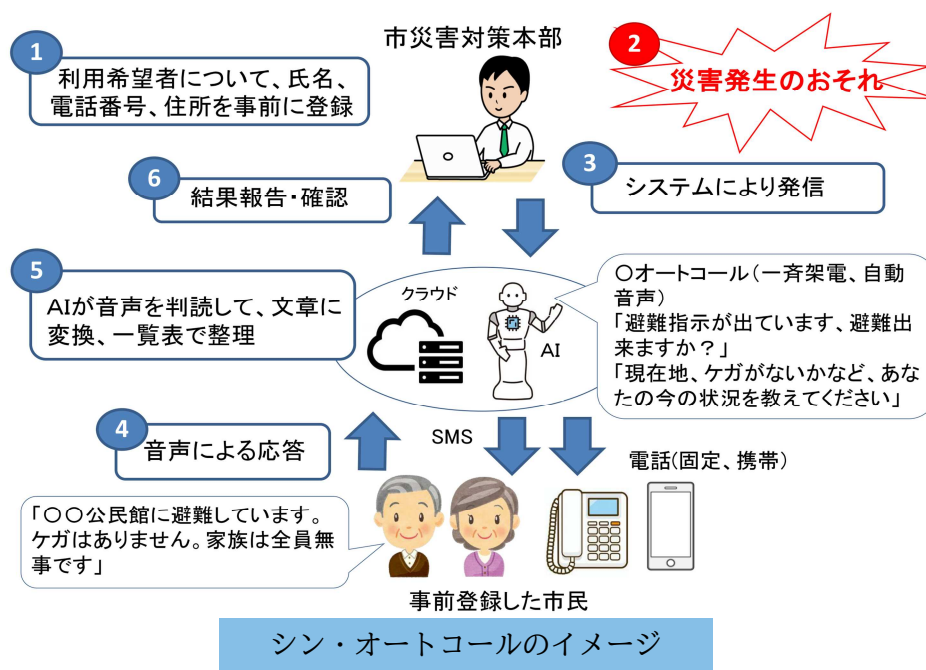 市災害対策本部
1
利用希望者について、氏名、
電話番号、住所を事前に登録
2
災害発生のおそれ
3
システムにより発信
6
結果報告・確認
5
AIが音声を判読して、文章に
変換、一覧表で整理
クラウド
AI
〇オートコール(一斉架電、自動
音声)
「避難指示が出ています、避難出
来ますか？」
「現在地、ケガがないかなど、あな
たの今の状況を教えてください」
4
音声による応答
SMS
電話(固定、携帯)
「〇〇公民館に避難しています。
ケガはありません。家族は全員無
事です」
事前登録した市民
シン・オートコールのイメージ